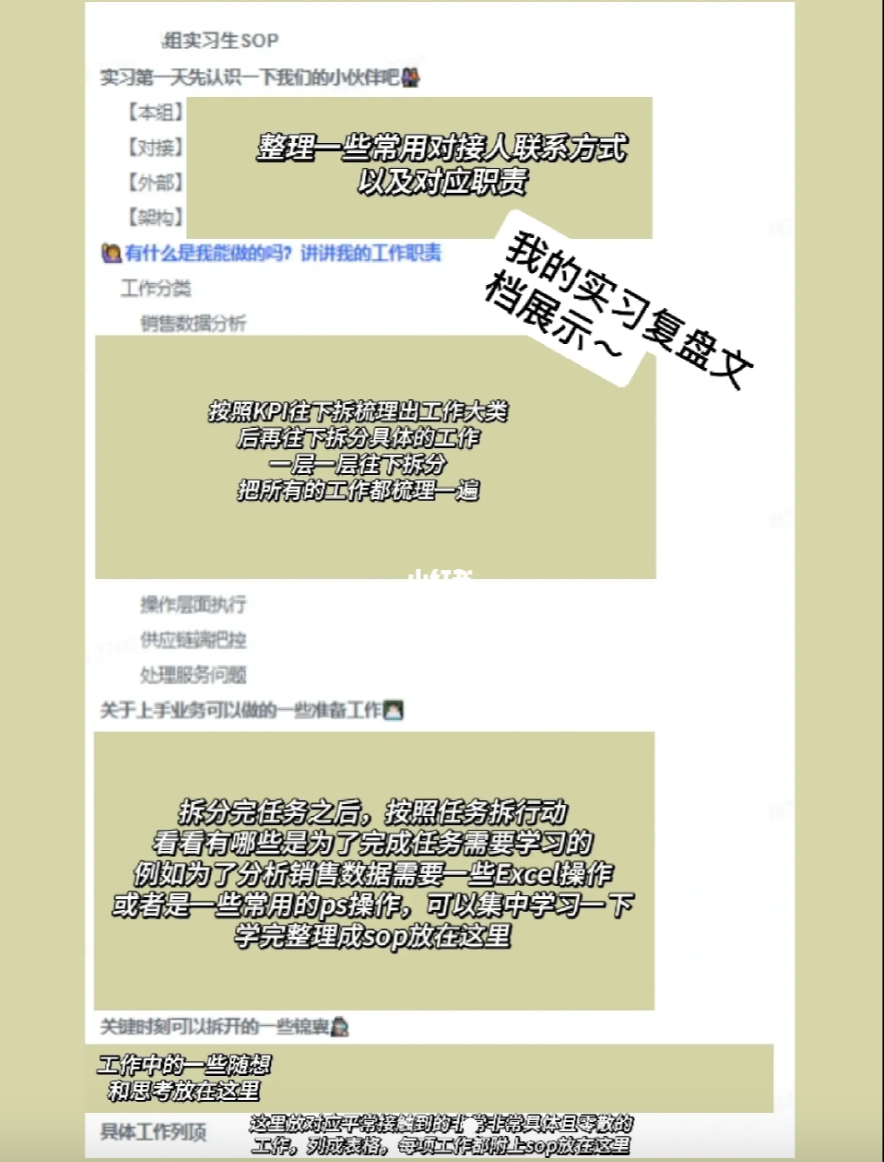 组实习生SOP
实习第一天先认识一下我们的小伙伴吧
【本组】
【对接】
【外部】
【架构】
整理一些常用对接人联系方式
以及对应职责
有什么是我能做的吗？讲讲我的工作职责
我的实习复盘文
档展示～
工作分类
销售数据分析
按照KPI往下拆梳理出工作大类
后再往下拆分具体的工作
一层一层往下拆分
把所有的工作都梳理一遍
小红书
操作层面执行
供应链端把控
处理服务问题
关于上手业务可以做的一些准备工作
拆分完任务之后，按照任务拆行动
看看有哪些是为了完成任务需要学习的
例如为了分析销售数据需要一些Excel操作
或者是一些常用的ps操作，可以集中学习一下
学完整理成sop放在这里
关键时刻可以拆开的一些锦囊
工作中的一些随想
和思考放在这里
具体工作列项
这里放对应平常接触到的非常非常具体且零散的
工作，列成表格，每项工作都附上sop放在这里